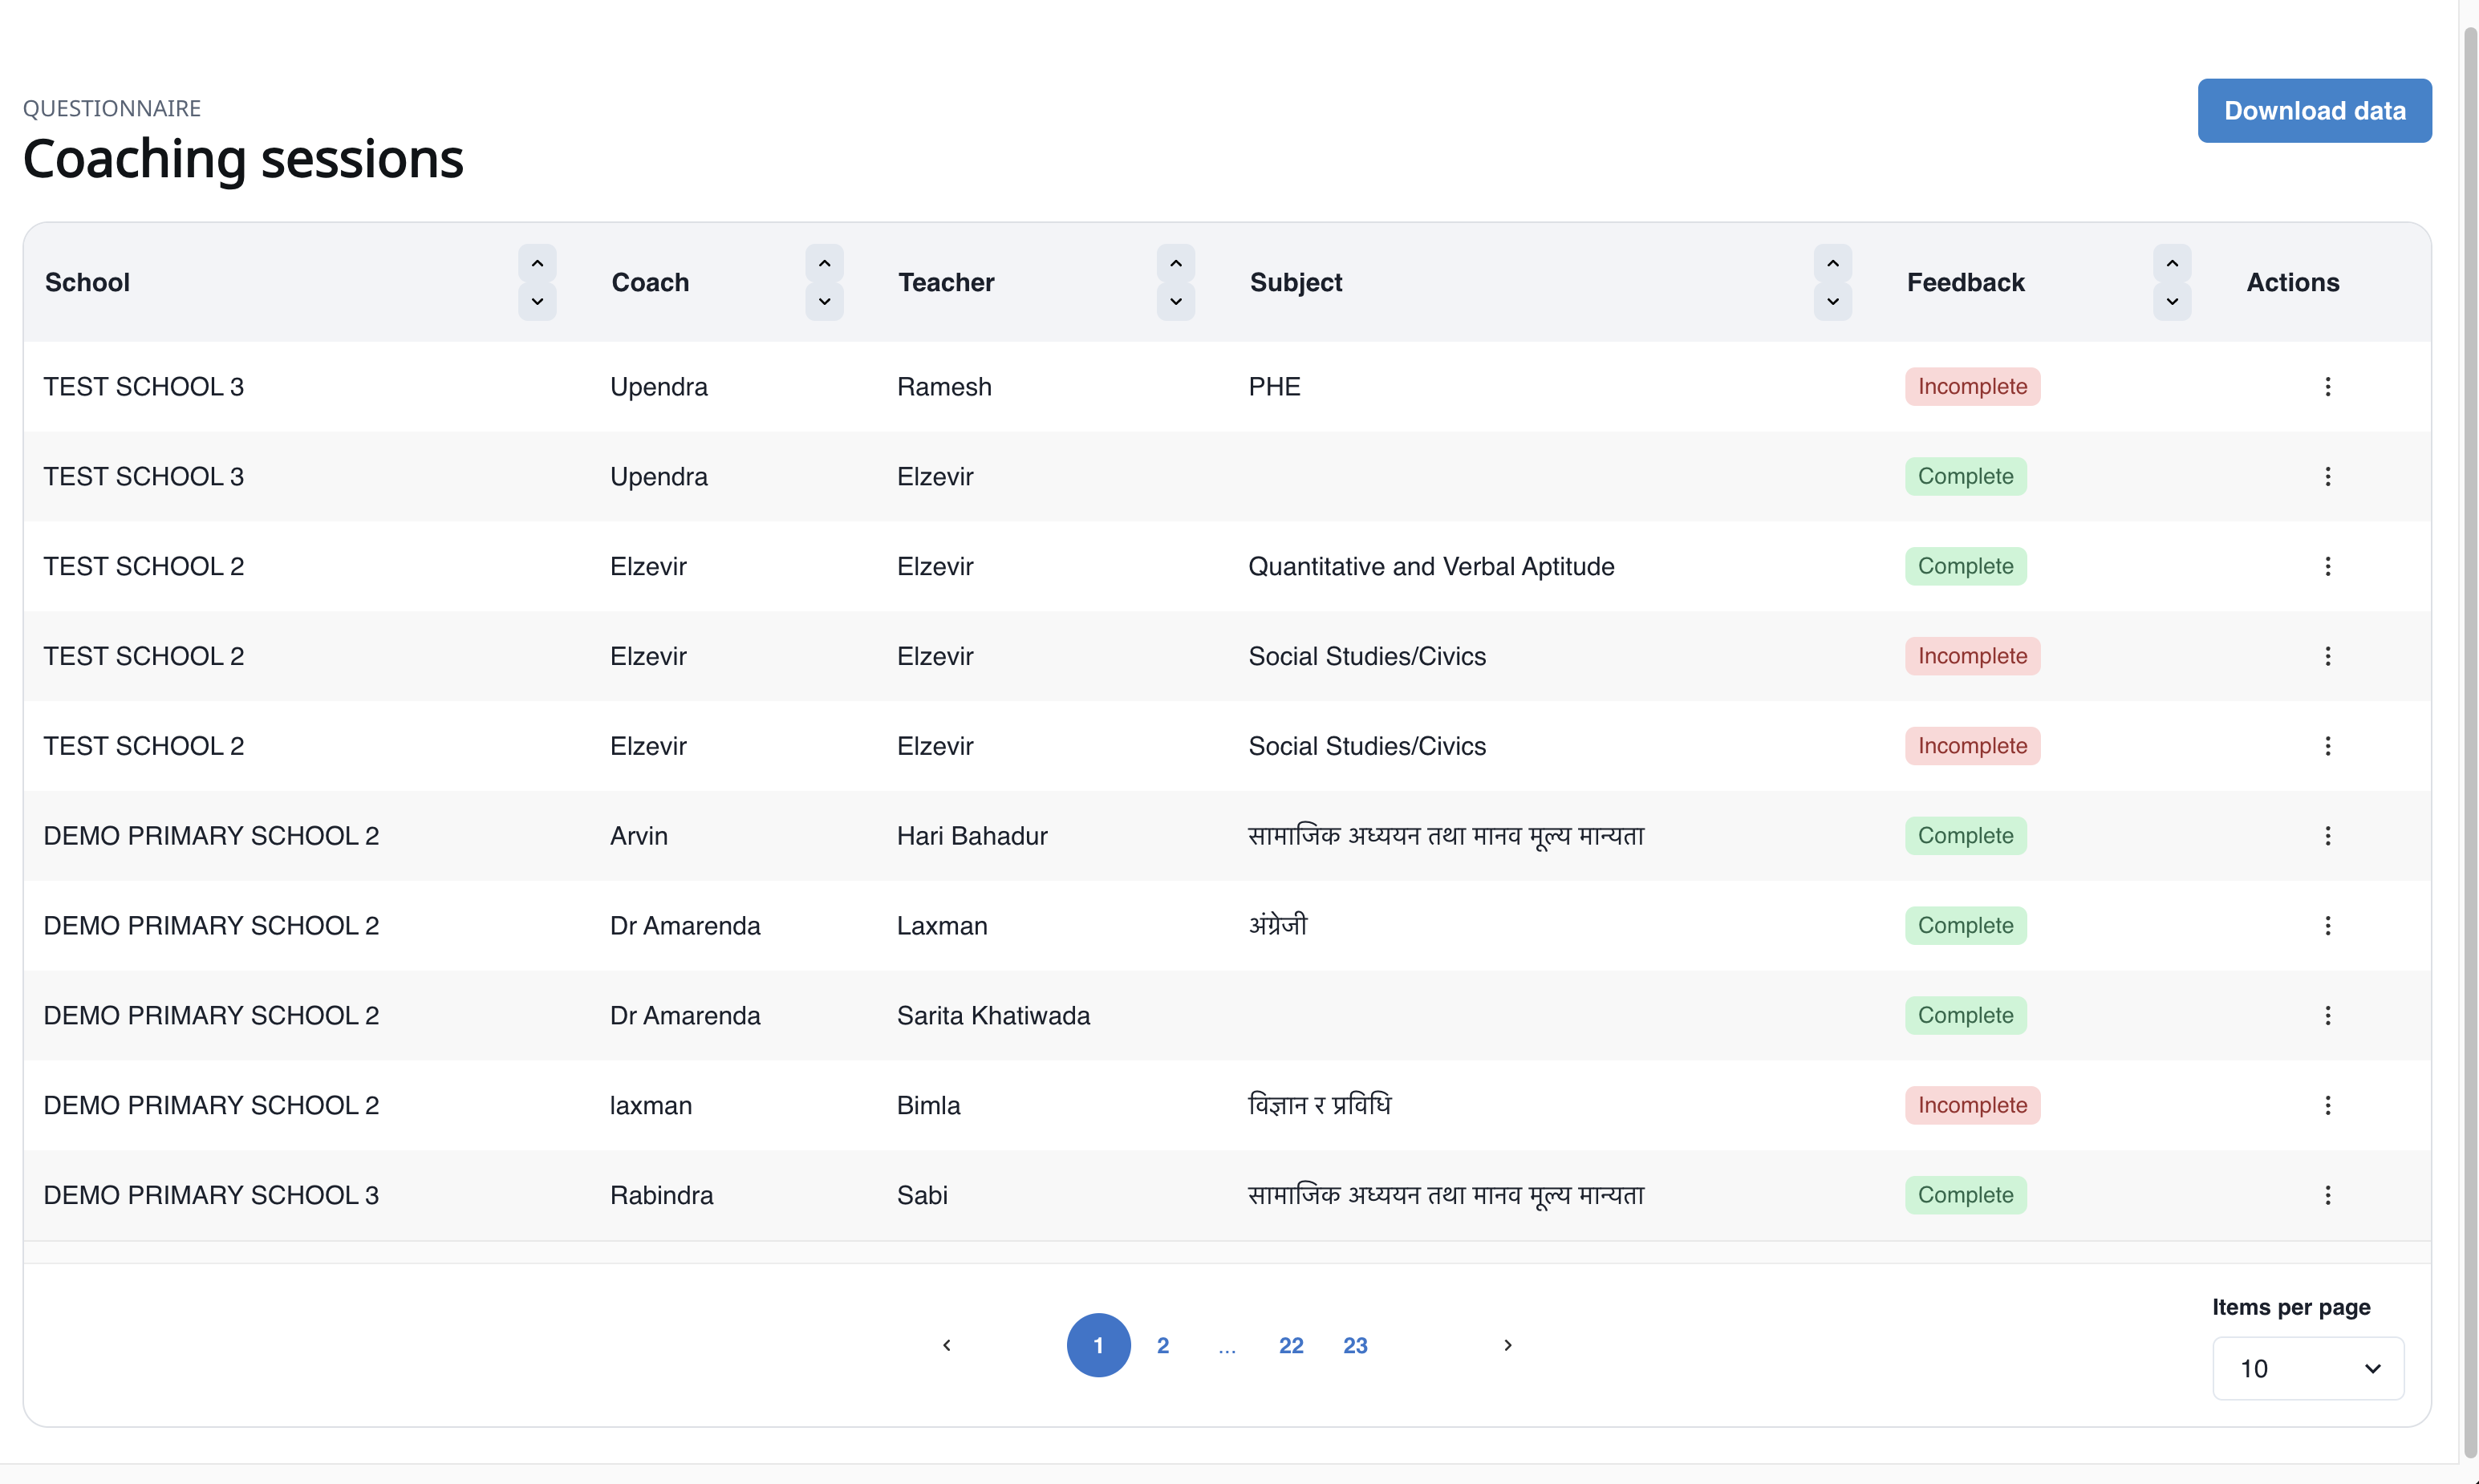 QUESTIONNAIRE
Coaching sessions
Download data
School Coach Teacher Subject Feedback Actions
TEST SCHOOL 3 Upendra Ramesh PHE Incomplete
TEST SCHOOL 3 Upendra Elzevir Complete
TEST SCHOOL 2 Elzevir Elzevir Quantitative and Verbal Aptitude Complete
TEST SCHOOL 2 Elzevir Elzevir Social Studies/Civics Incomplete
TEST SCHOOL 2 Elzevir Elzevir Social Studies/Civics Incomplete
DEMO PRIMARY SCHOOL 2 Arvin Hari Bahadur सामाजिक अध्ययन तथा मानव मूल्य मान्यता Complete
DEMO PRIMARY SCHOOL 2 Dr Amarenda Laxman अंग्रेजी Complete
DEMO PRIMARY SCHOOL 2 Dr Amarenda Sarita Khatiwada Complete
DEMO PRIMARY SCHOOL 2 laxman Bimla विज्ञान र प्रविधि Incomplete
DEMO PRIMARY SCHOOL 3 Rabindra Sabi सामाजिक अध्ययन तथा मानव मूल्य मान्यता Complete
1 2 ... 22 23
Items per page
10